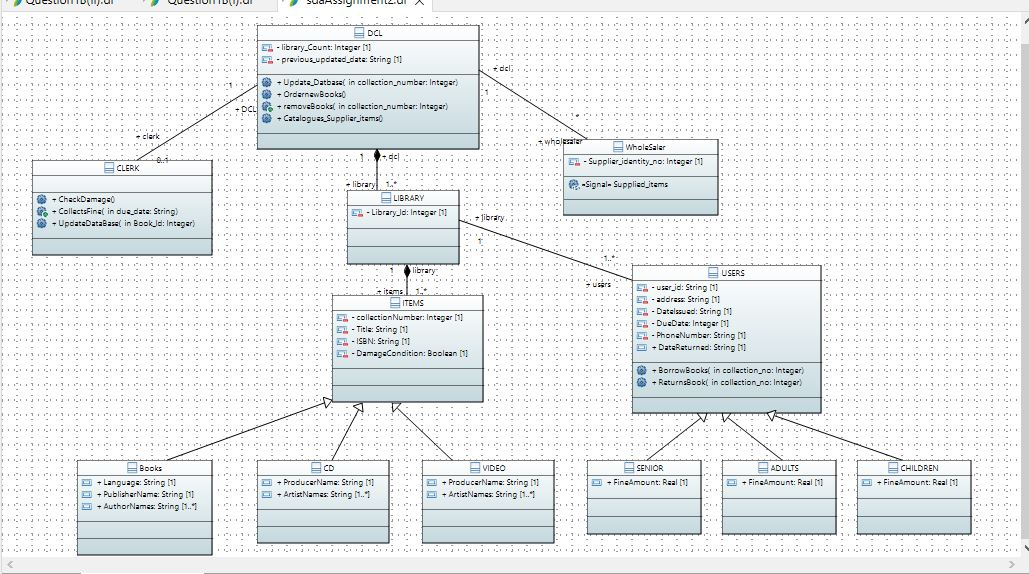 Question1B(ii).di
Question1B(i).di
sdaAssignment2.di
DCL
- library_Count: Integer [1]
- previous_updated_date: String [1]
+ Update_Datbase( in collection_number: Integer)
+ OrdernewBooks()
+ removeBooks( in collection_number: Integer)
+ Catalogues_Supplier_items()
1
+ DCL
+ clerk
0..1
+ dcl
1
*
+ wholesaler
CLERK
+ CheckDamage()
+ CollectsFine( in due_date: String)
+ UpdateDataBase( in Book_Id: Integer)
WholeSaler
- Supplier_identity_no: Integer [1]
«Signal» Supplied_items
1
+ dcl
+ library
1..*
LIBRARY
- Library_Id: Integer [1]
+ library
1
1..*
+ users
1
library
+ items
1..*
ITEMS
- collectionNumber: Integer [1]
- Title: String [1]
- ISBN: String [1]
- DamageCondition: Boolean [1]
USERS
- user_id: String [1]
- address: String [1]
- DateIssued: String [1]
- DueDate: Integer [1]
- PhoneNumber: String [1]
+ DateReturned: String [1]
+ BorrowBooks( in collection_no: Integer)
+ ReturnsBook( in collection_no: Integer)
Books
+ Language: String [1]
+ PublisherName: String [1]
+ AuthorNames: String [1..*]
CD
+ ProducerName: String [1]
+ ArtistNames: String [1..*]
VIDEO
+ ProducerName: String [1]
+ ArtistNames: String [1..*]
SENIOR
+ FineAmount: Real [1]
ADULTS
+ FineAmount: Real [1]
CHILDREN
+ FineAmount: Real [1]